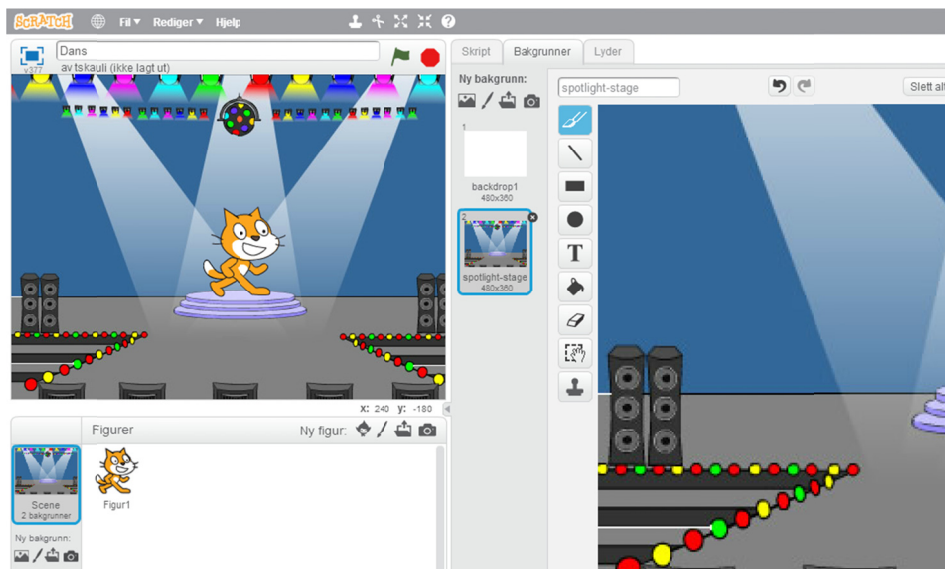 SCRATCH Fil Rediger Hjelp
Dans
av tskauli (ikke lagt ut)
v377
Skript Bakgrunner Lyder
Ny bakgrunn:
spotlight-stage
Slett alt
1
backdrop1
480x360
2
spotlight-stage
480x360
T
x: 240 y: -180
Figurer Ny figur:
Scene
2 bakgrunner
Figur1
Ny bakgrunn: